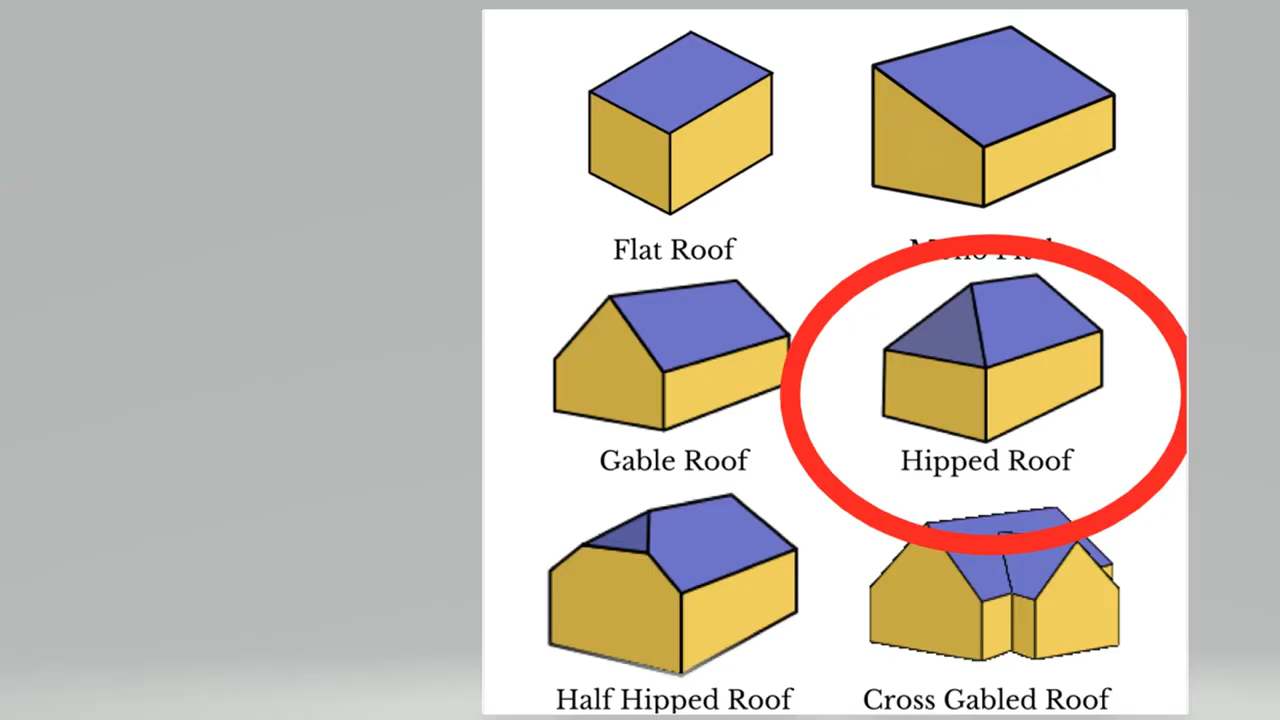 Flat Roof
Gable Roof
Hipped Roof
Half Hipped Roof
Cross Gabled Roof